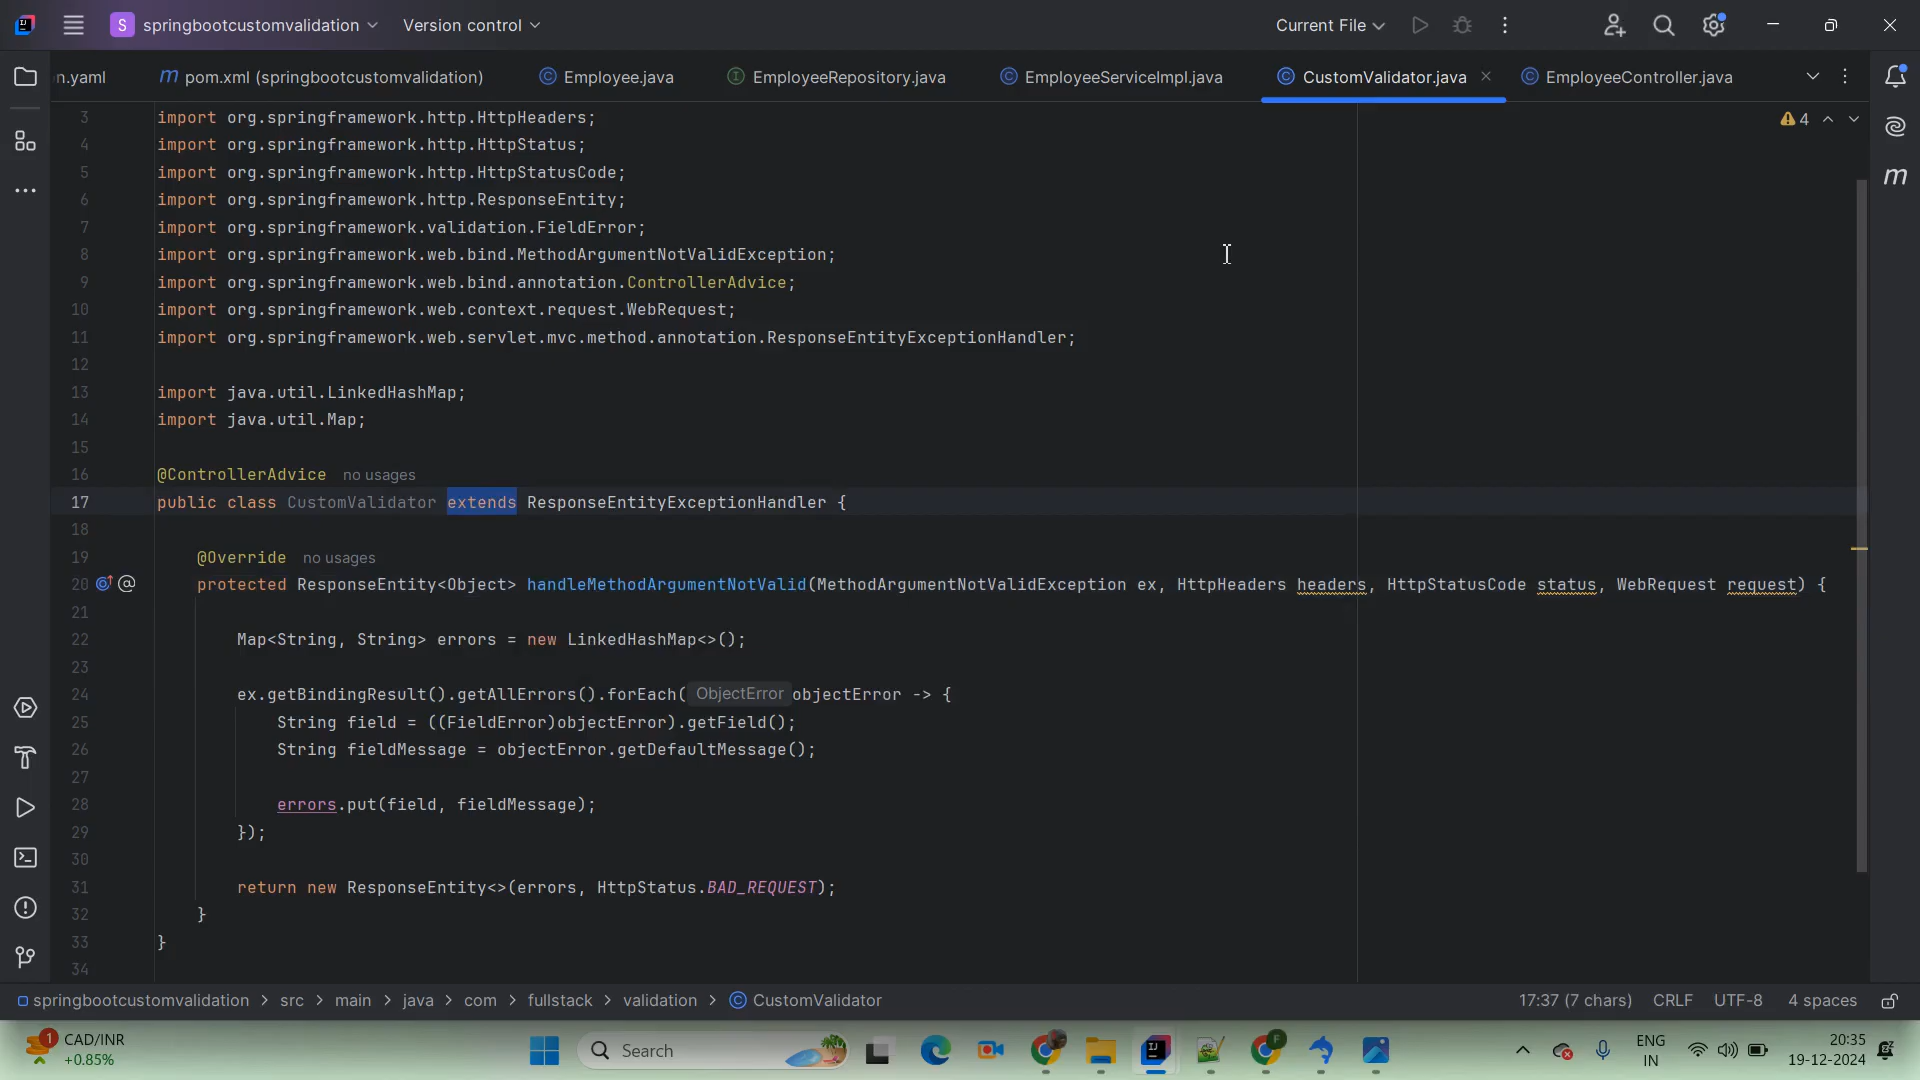 S springbootcustomvalidation Version control Current File
n.yaml m pom.xml (springbootcustomvalidation) Employee.java EmployeeRepository.java EmployeeServiceImpl.java CustomValidator.java EmployeeController.java
3 import org.springframework.http.HttpHeaders; 4
4 import org.springframework.http.HttpStatus;
5 import org.springframework.http.HttpStatusCode;
6 import org.springframework.http.ResponseEntity;
7 import org.springframework.validation.FieldError;
8 import org.springframework.web.bind.MethodArgumentNotValidException;
9 import org.springframework.web.bind.annotation.ControllerAdvice;
10 import org.springframework.web.context.request.WebRequest;
11 import org.springframework.web.servlet.mvc.method.annotation.ResponseEntityExceptionHandler;
12
13 import java.util.LinkedHashMap;
14 import java.util.Map;
15
16 @ControllerAdvice no usages
17 public class CustomValidator extends ResponseEntityExceptionHandler {
18
19 @Override no usages
20 protected ResponseEntity<Object> handleMethodArgumentNotValid(MethodArgumentNotValidException ex, HttpHeaders headers, HttpStatusCode status, WebRequest request) {
21
22 Map<String, String> errors = new LinkedHashMap<>();
23
24 ex.getBindingResult().getAllErrors().forEach( ObjectError objectError -> {
25 String field = ((FieldError)objectError).getField();
26 String fieldMessage = objectError.getDefaultMessage();
27
28 errors.put(field, fieldMessage);
29 });
30
31 return new ResponseEntity<>(errors, HttpStatus.BAD_REQUEST);
32 }
33 }
34
springbootcustomvalidation > src > main > java > com > fullstack > validation > CustomValidator 17:37 (7 chars) CRLF UTF-8 4 spaces
1 CAD/INR
+0.85%
Search
ENG
IN
20:35
19-12-2024